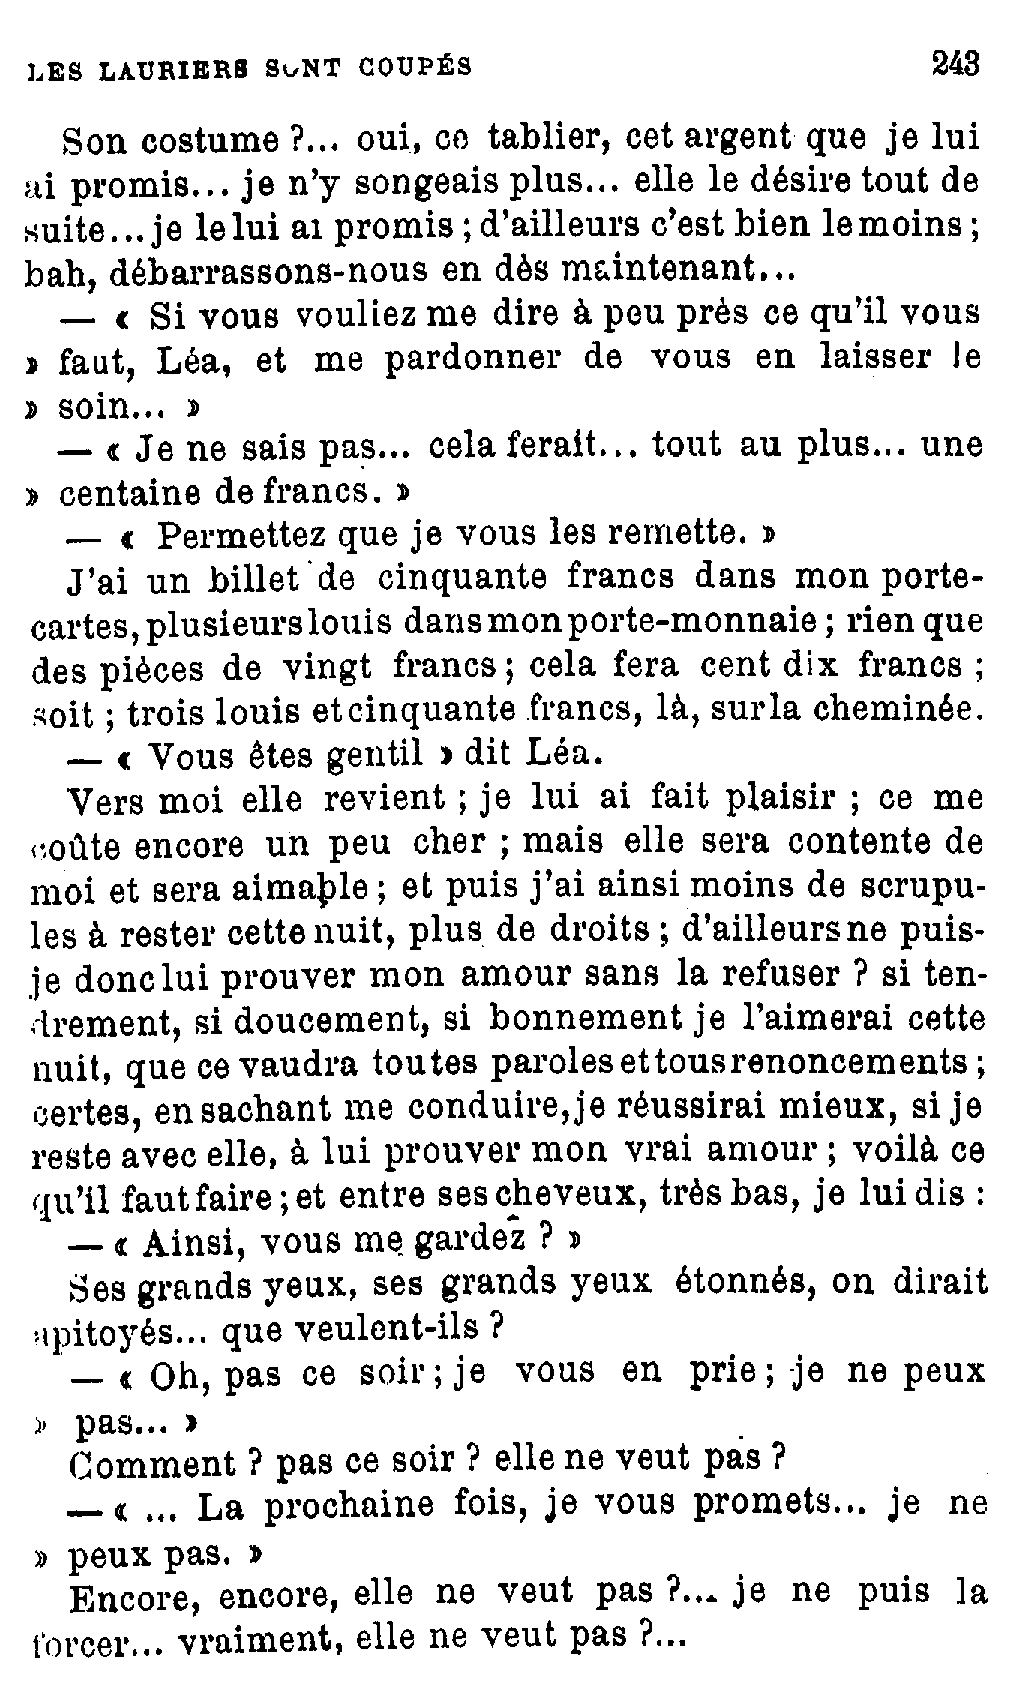 LES LAURIERS SONT COUPÉS 243
Son costume ?... oui, ce tablier, cet argent que je lui
ai promis... je n'y songeais plus... elle le désire tout de
suite... je le lui ai promis ; d'ailleurs c'est bien le moins ;
bah, débarrassons-nous en dès maintenant...
— « Si vous vouliez me dire à peu près ce qu'il vous
» faut, Léa, et me pardonner de vous en laisser le
» soin... »
— « Je ne sais pas... cela ferait... tout au plus... une
» centaine de francs. »
— « Permettez que je vous les remette. »
J'ai un billet de cinquante francs dans mon porte-
cartes, plusieurs louis dans mon porte-monnaie ; rien que
des pièces de vingt francs ; cela fera cent dix francs ;
soit ; trois louis et cinquante francs, là, sur la cheminée.
— « Vous êtes gentil » dit Léa.
Vers moi elle revient ; je lui ai fait plaisir ; ce me
coûte encore un peu cher ; mais elle sera contente de
moi et sera aimable ; et puis j'ai ainsi moins de scrupu-
les à rester cette nuit, plus de droits ; d'ailleurs ne puis-
je donc lui prouver mon amour sans la refuser ? si ten-
drement, si doucement, si bonnement je l'aimerai cette
nuit, que ce vaudra toutes paroles et tous renoncements ;
certes, en sachant me conduire, je réussirai mieux, si je
reste avec elle, à lui prouver mon vrai amour ; voilà ce
qu'il faut faire ; et entre ses cheveux, très bas, je lui dis :
— « Ainsi, vous me gardez ? »
Ses grands yeux, ses grands yeux étonnés, on dirait
apitoyés... que veulent-ils ?
— « Oh, pas ce soir ; je vous en prie ; je ne peux
» pas... »
Comment ? pas ce soir ? elle ne veut pas ?
— « ... La prochaine fois, je vous promets... je ne
» peux pas. »
Encore, encore, elle ne veut pas ?... je ne puis la
forcer... vraiment, elle ne veut pas ?...